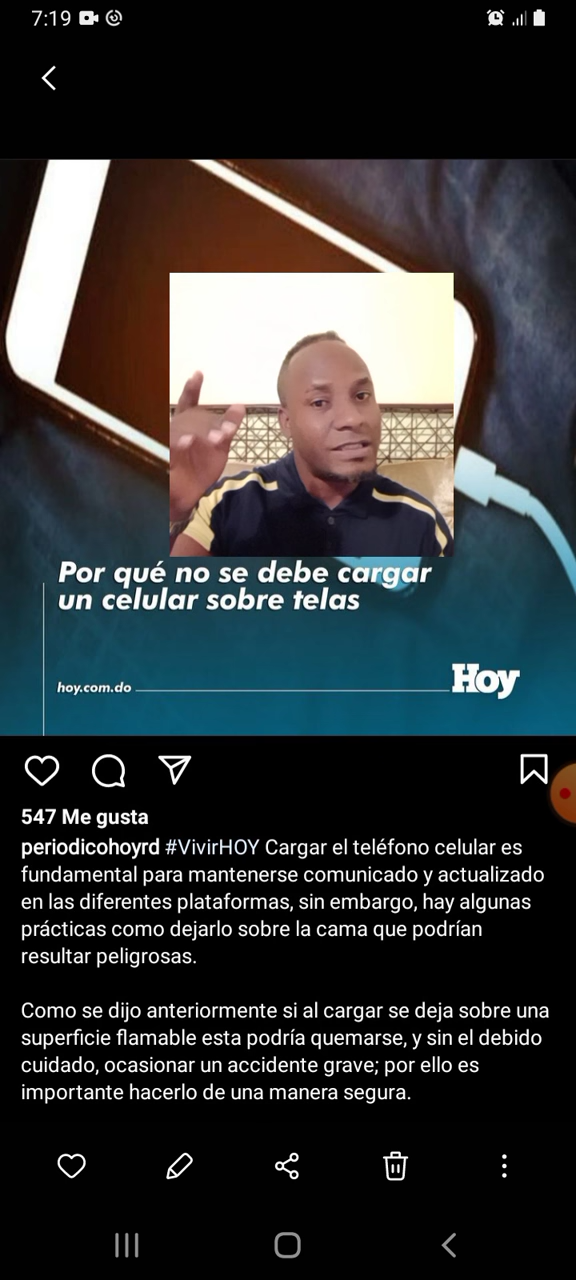 7:19
Por qué no se debe cargar
un celular sobre telas
hoy.com.do
Hoy
547 Me gusta
periodicohoyrd #VivirHOY Cargar el teléfono celular es
fundamental para mantenerse comunicado y actualizado
en las diferentes plataformas, sin embargo, hay algunas
prácticas como dejarlo sobre la cama que podrían
resultar peligrosas.
Como se dijo anteriormente si al cargar se deja sobre una
superficie flamable esta podría quemarse, y sin el debido
cuidado, ocasionar un accidente grave; por ello es
importante hacerlo de una manera segura.